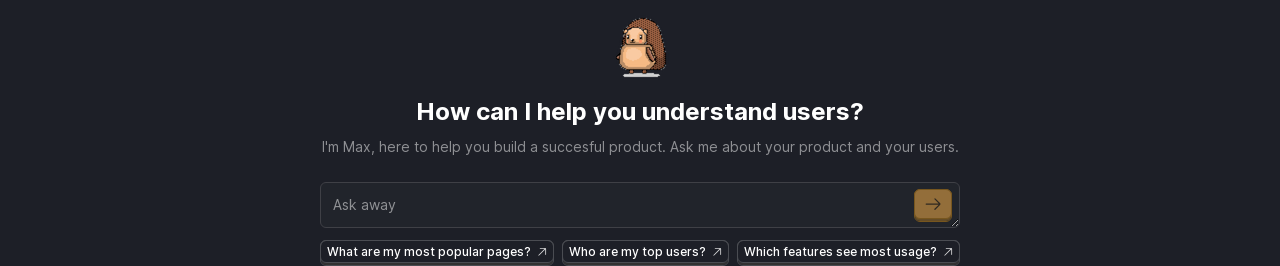 How can I help you understand users?
I'm Max, here to help you build a succesful product. Ask me about your product and your users.
Ask away
What are my most popular pages? Who are my top users? Which features see most usage?